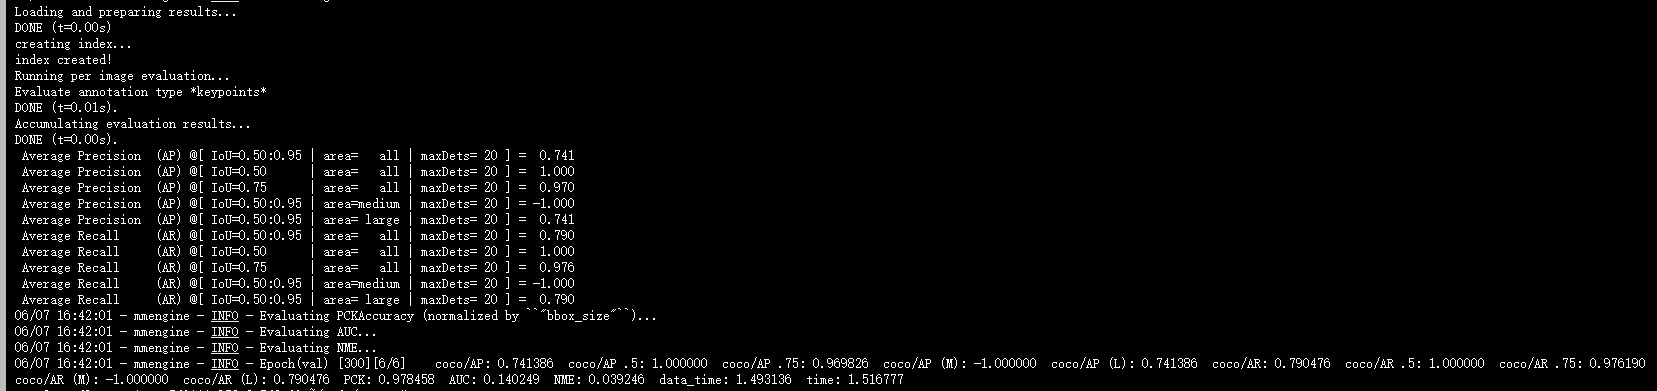 Loading and preparing results...
DONE (t=0.00s)
creating index...
index created!
Running per image evaluation...
Evaluate annotation type *keypoints*
DONE (t=0.01s).
Accumulating evaluation results...
DONE (t=0.00s).
Average Precision  (AP) @[ IoU=0.50:0.95 | area=   all | maxDets= 20 ] =  0.741
Average Precision  (AP) @[ IoU=0.50      | area=   all | maxDets= 20 ] =  1.000
Average Precision  (AP) @[ IoU=0.75      | area=   all | maxDets= 20 ] =  0.970
Average Precision  (AP) @[ IoU=0.50:0.95 | area=medium | maxDets= 20 ] = -1.000
Average Precision  (AP) @[ IoU=0.50:0.95 | area= large | maxDets= 20 ] =  0.741
Average Recall     (AR) @[ IoU=0.50:0.95 | area=   all | maxDets= 20 ] =  0.790
Average Recall     (AR) @[ IoU=0.50      | area=   all | maxDets= 20 ] =  1.000
Average Recall     (AR) @[ IoU=0.75      | area=   all | maxDets= 20 ] =  0.976
Average Recall     (AR) @[ IoU=0.50:0.95 | area=medium | maxDets= 20 ] = -1.000
Average Recall     (AR) @[ IoU=0.50:0.95 | area= large | maxDets= 20 ] =  0.790
06/07 16:42:01 - mmengine - INFO - Evaluating PCKAccuracy (normalized by ``"bbox_size"``)...
06/07 16:42:01 - mmengine - INFO - Evaluating AUC...
06/07 16:42:01 - mmengine - INFO - Evaluating NME...
06/07 16:42:01 - mmengine - INFO - Epoch(val) [300][6/6]    coco/AP: 0.741386  coco/AP .5: 1.000000  coco/AP .75: 0.969826  coco/AP (M): -1.000000  coco/AP (L): 0.741386  coco/AR: 0.790476  coco/AR .5: 1.000000  coco/AR .75: 0.976190
coco/AR (M): -1.000000  coco/AR (L): 0.790476  PCK: 0.978458  AUC: 0.140249  NME: 0.039246  data_time: 1.493136  time: 1.516777